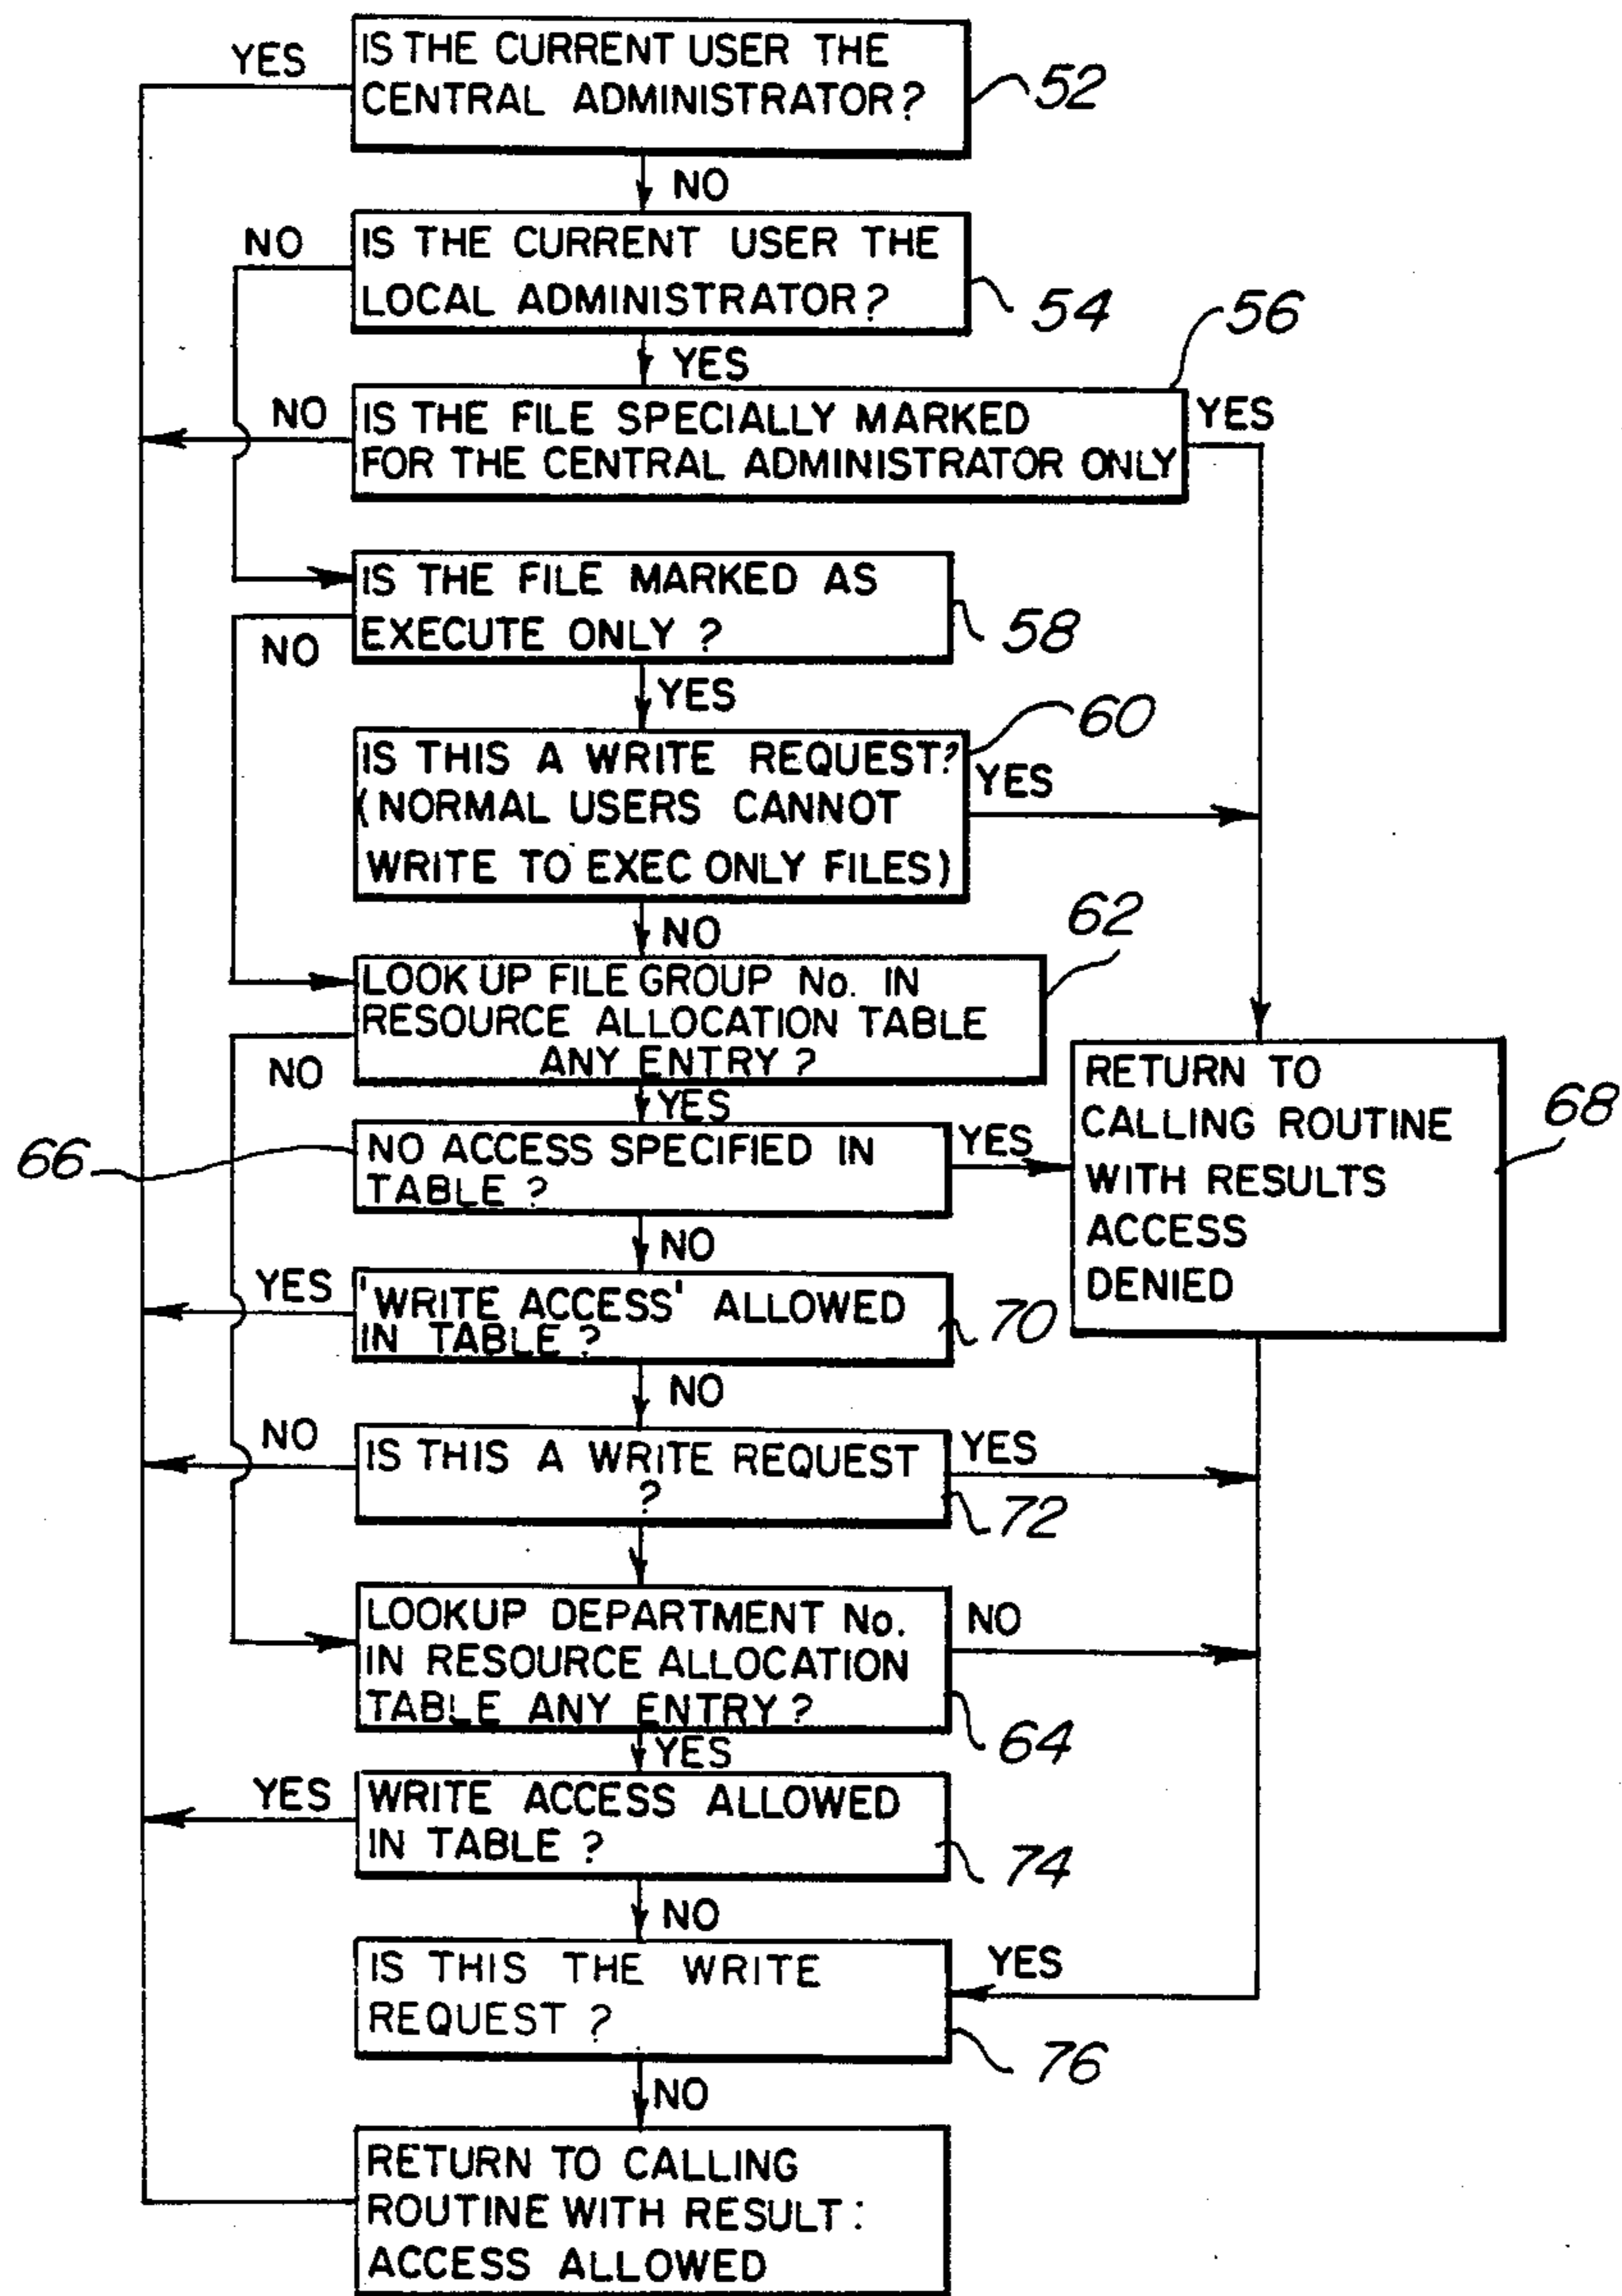 YES
IS THE CURRENT USER THE
CENTRAL ADMINISTRATOR?
52
NO
NO
IS THE CURRENT USER THE
LOCAL ADMINISTRATOR?
54
56
YES
NO
IS THE FILE SPECIALLY MARKED
FOR THE CENTRAL ADMINISTRATOR ONLY
YES
IS THE FILE MARKED AS
EXECUTE ONLY ?
58
NO
YES
60
IS THIS A WRITE REQUEST?
(NORMAL USERS CANNOT
WRITE TO EXEC ONLY FILES)
YES
62
NO
LOOK UP FILE GROUP No. IN
RESOURCE ALLOCATION TABLE
ANY ENTRY ?
NO
YES
66
NO ACCESS SPECIFIED IN
TABLE ?
YES
RETURN TO
CALLING ROUTINE
WITH RESULTS
ACCESS
DENIED
68
NO
YES
'WRITE ACCESS' ALLOWED
IN TABLE ?
70
NO
NO
IS THIS A WRITE REQUEST
?
YES
72
LOOKUP DEPARTMENT No.
IN RESOURCE ALLOCATION
TABLE ANY ENTRY ?
NO
64
YES
YES
WRITE ACCESS ALLOWED
IN TABLE ?
74
NO
IS THIS THE WRITE
REQUEST ?
YES
76
NO
RETURN TO CALLING
ROUTINE WITH RESULT:
ACCESS ALLOWED